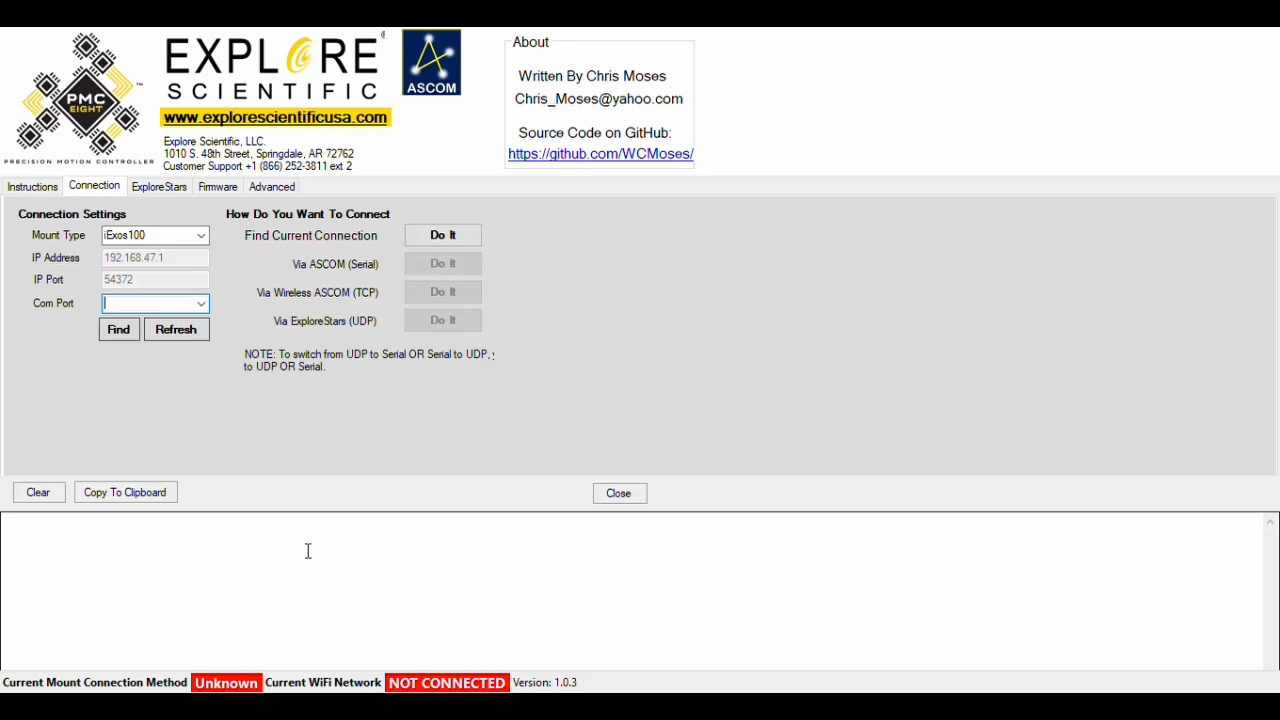 PMC
EIGHT
™
PRECISION MOTION CONTROLLER
EXPLORE
SCIENTIFIC
®
www.explorescientificusa.com
Explore Scientific, LLC.
1010 S. 48th Street, Springdale, AR 72762
Customer Support +1 (866) 252-3811 ext 2
ASCOM
About
Written By Chris Moses
Chris_Moses@yahoo.com
Source Code on GitHub:
https://github.com/WCMoses/
Instructions Connection ExploreStars Firmware Advanced
Connection Settings
Mount Type iExos100
IP Address 192.168.47.1
IP Port 54372
Com Port
Find Refresh
How Do You Want To Connect
Find Current Connection Do It
Via ASCOM (Serial) Do It
Via Wireless ASCOM (TCP) Do It
Via ExploreStars (UDP) Do It
NOTE: To switch from UDP to Serial OR Serial to UDP,
to UDP OR Serial.
Clear Copy To Clipboard Close
Current Mount Connection Method Unknown Current WiFi Network NOT CONNECTED Version: 1.0.3